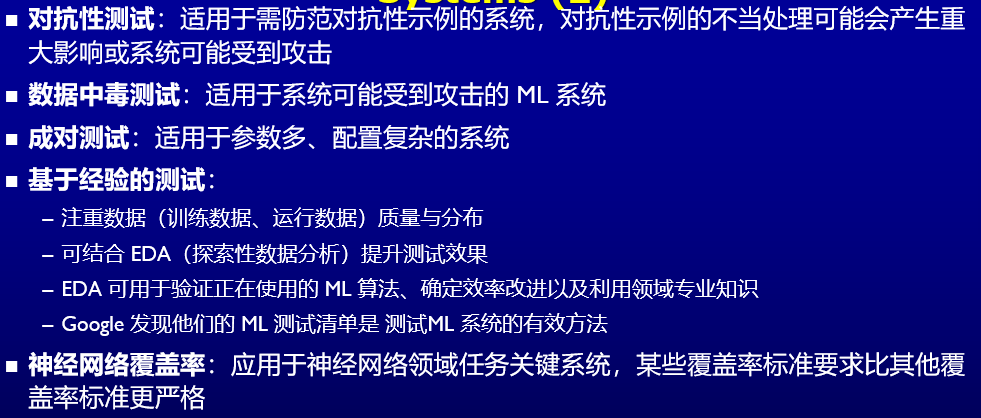 Systems (2)
■ 对抗性测试：适用于需防范对抗性示例的系统，对抗性示例的不当处理可能会产生重
大影响或系统可能受到攻击
■ 数据中毒测试：适用于系统可能受到攻击的 ML 系统
■ 成对测试：适用于参数多、配置复杂的系统
■ 基于经验的测试：
– 注重数据（训练数据、运行数据）质量与分布
– 可结合 EDA（探索性数据分析）提升测试效果
– EDA 可用于验证正在使用的 ML 算法、确定效率改进以及利用领域专业知识
– Google 发现他们的 ML 测试清单是 测试ML 系统的有效方法
■ 神经网络覆盖率：应用于神经网络领域任务关键系统，某些覆盖率标准要求比其他覆
盖率标准更严格